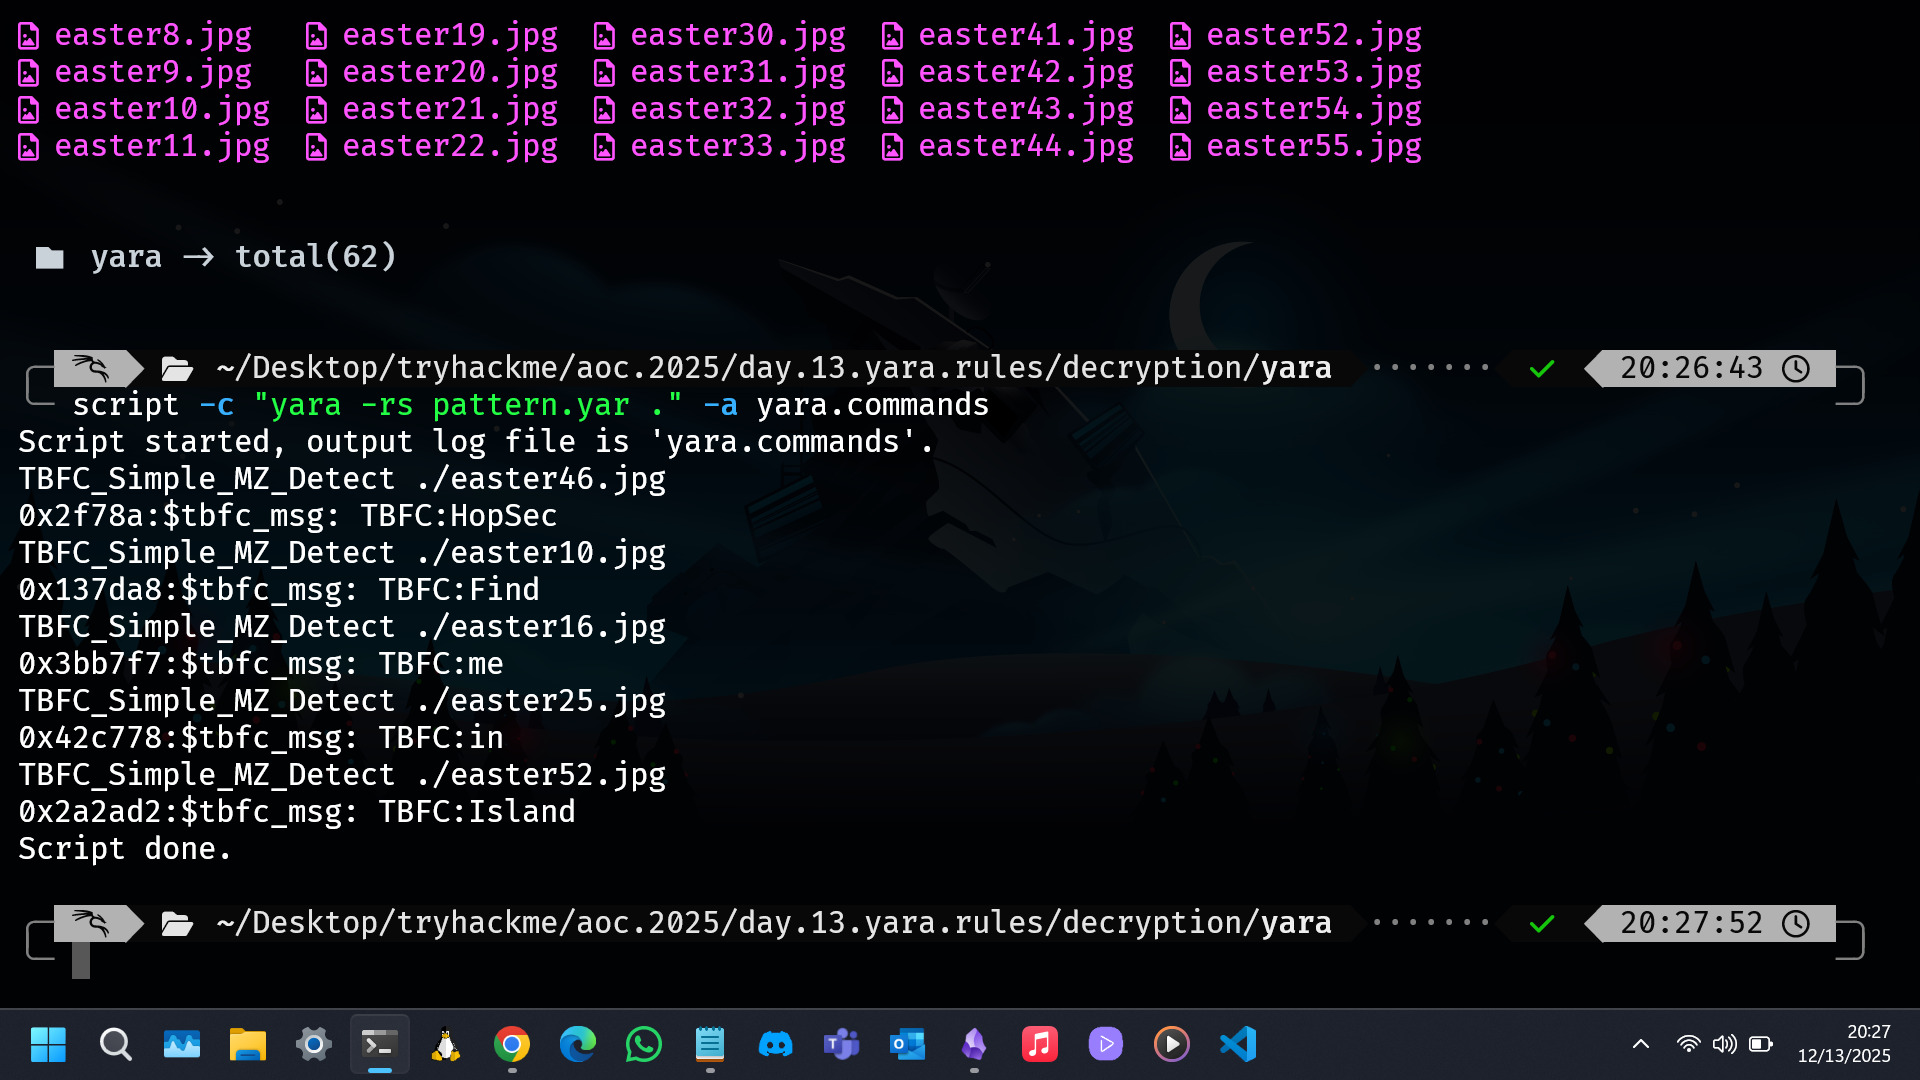 easter8.jpg easter19.jpg easter30.jpg easter41.jpg easter52.jpg
easter9.jpg easter20.jpg easter31.jpg easter42.jpg easter53.jpg
easter10.jpg easter21.jpg easter32.jpg easter43.jpg easter54.jpg
easter11.jpg easter22.jpg easter33.jpg easter44.jpg easter55.jpg
yara → total(62)
~/Desktop/tryhackme/aoc.2025/day.13.yara.rules/decryption/yara ······· ✓ 20:26:43
script -c "yara -rs pattern.yar ." -a yara.commands
Script started, output log file is 'yara.commands'.
TBFC_Simple_MZ_Detect ./easter46.jpg
0x2f78a:$tbfc_msg: TBFC:HopSec
TBFC_Simple_MZ_Detect ./easter10.jpg
0x137da8:$tbfc_msg: TBFC:Find
TBFC_Simple_MZ_Detect ./easter16.jpg
0x3bb7f7:$tbfc_msg: TBFC:me
TBFC_Simple_MZ_Detect ./easter25.jpg
0x42c778:$tbfc_msg: TBFC:in
TBFC_Simple_MZ_Detect ./easter52.jpg
0x2a2ad2:$tbfc_msg: TBFC:Island
Script done.
~/Desktop/tryhackme/aoc.2025/day.13.yara.rules/decryption/yara ······· ✓ 20:27:52
20:27
12/13/2025